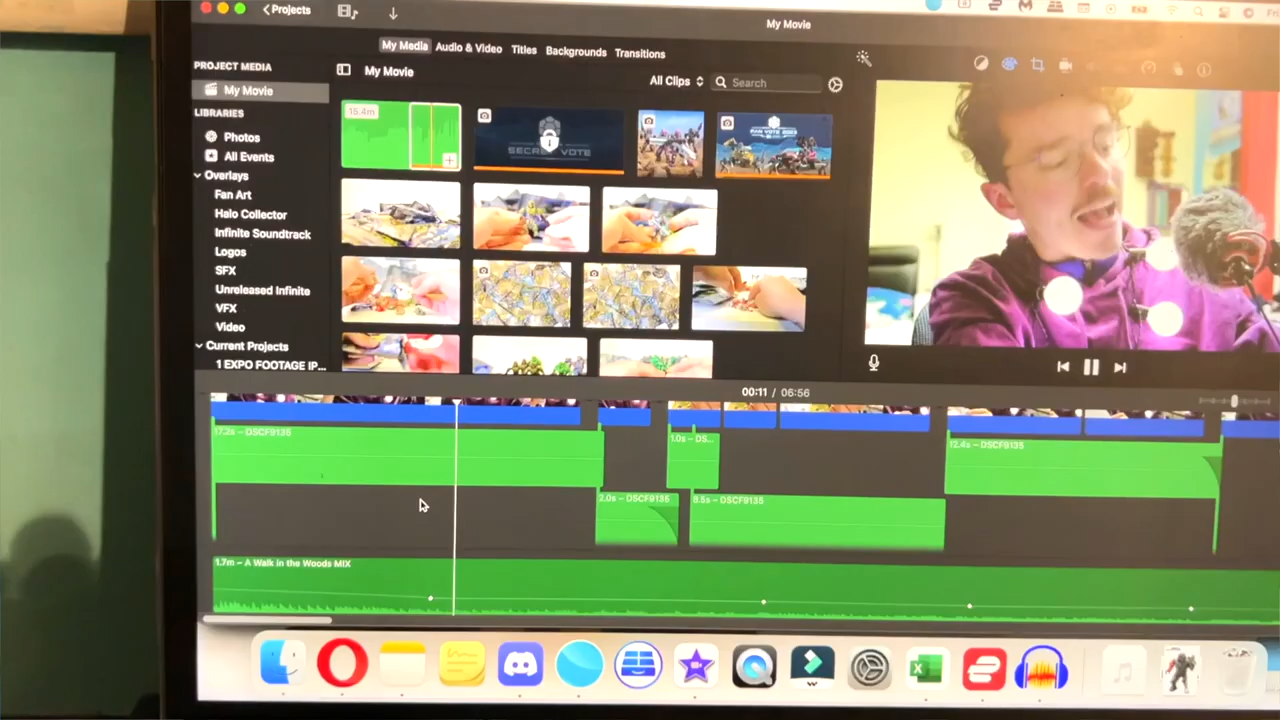 Projects
My Movie
My Media Audio & Video Titles Backgrounds Transitions
PROJECT MEDIA
My Movie
All Clips
Search
My Movie
LIBRARIES
Photos
All Events
Overlays
Fan Art
Halo Collector
Infinite Soundtrack
Logos
SFX
Unreleased Infinite
VFX
Video
Current Projects
1 EXPO FOOTAGE IP...
15.4m
SECRET VOTE
FAN VOTE 2023
00:11 / 06:56
17.2s – DSCF9135
1.0s – DS...
12.4s – DSCF9135
2.0s – DSCF9135
8.5s – DSCF9135
1.7m – A Walk in the Woods MIX